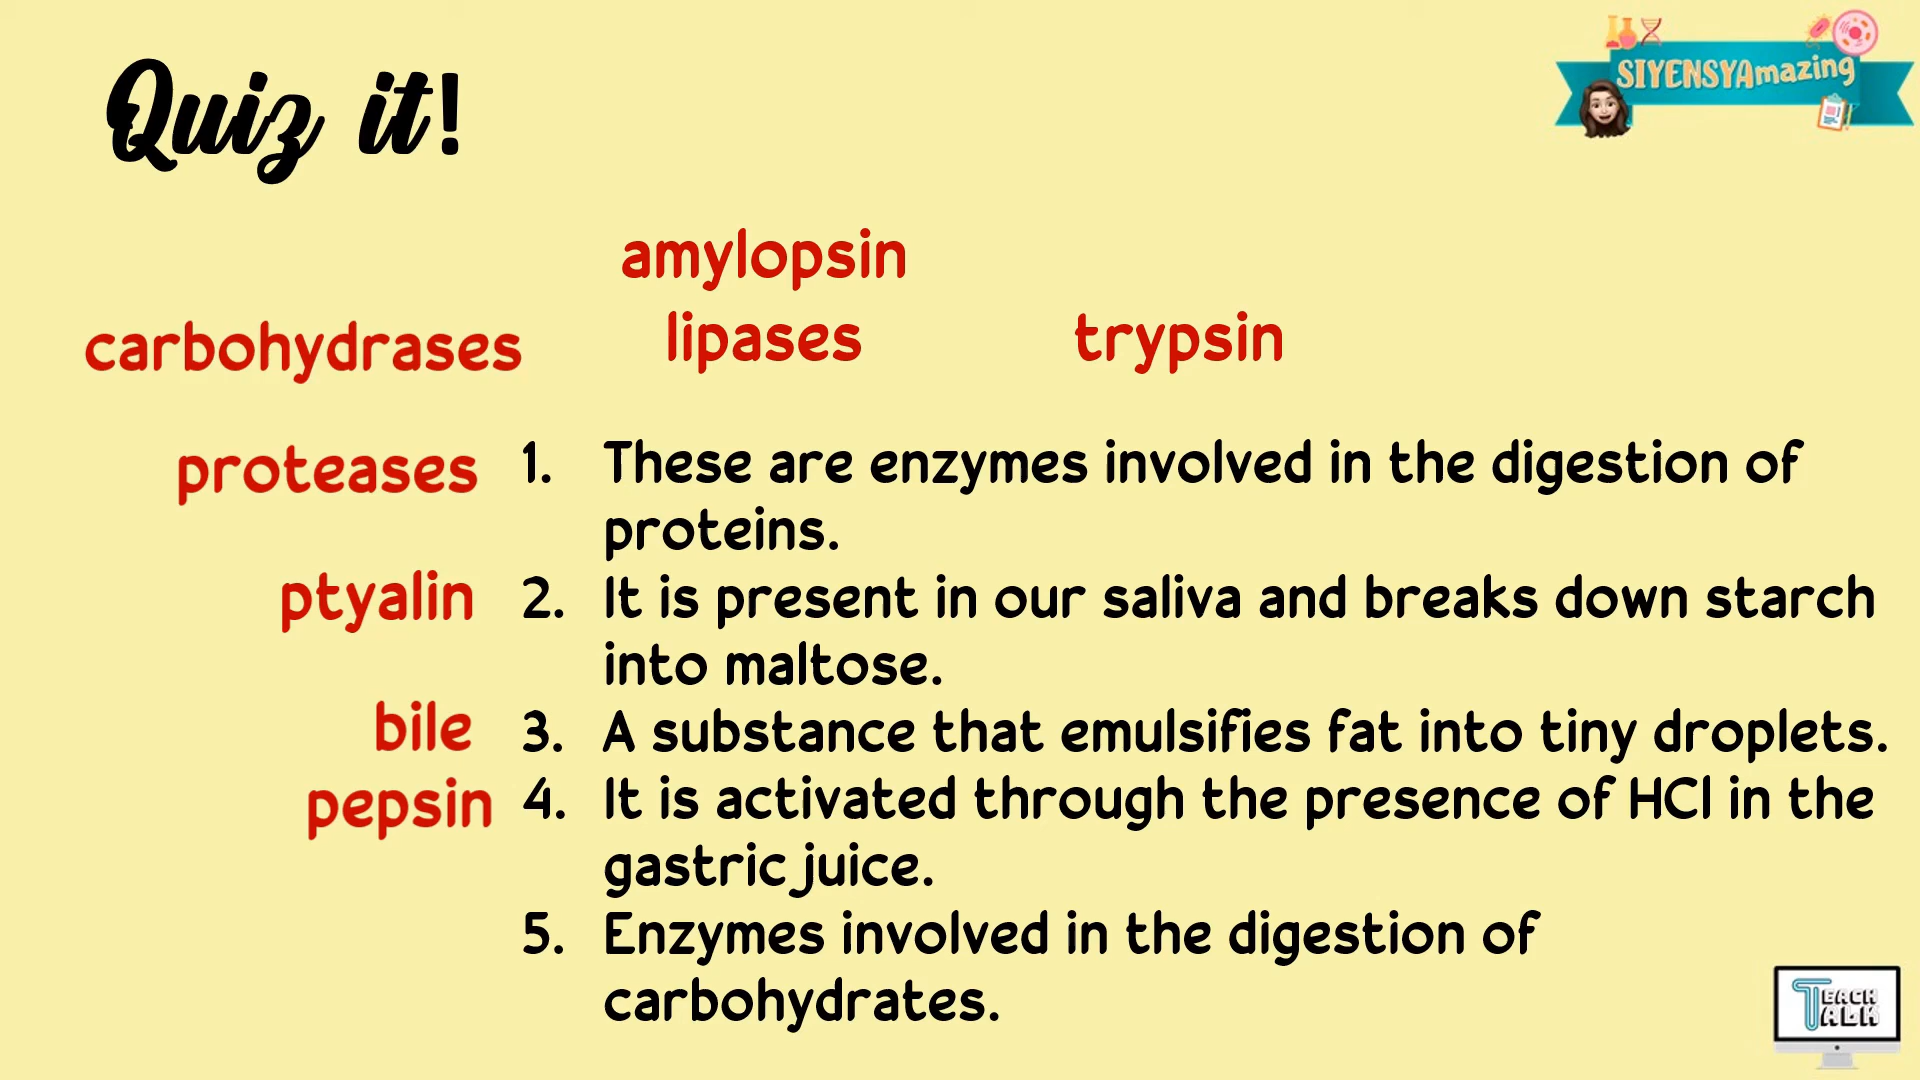 Quiz it!
SIYENSYAmazing
amylopsin
carbohydrases lipases trypsin
proteases 1. These are enzymes involved in the digestion of
proteins.
ptyalin 2. It is present in our saliva and breaks down starch
into maltose.
bile 3. A substance that emulsifies fat into tiny droplets.
pepsin 4. It is activated through the presence of HCl in the
gastric juice.
5. Enzymes involved in the digestion of
carbohydrates.
TEACH
TALK